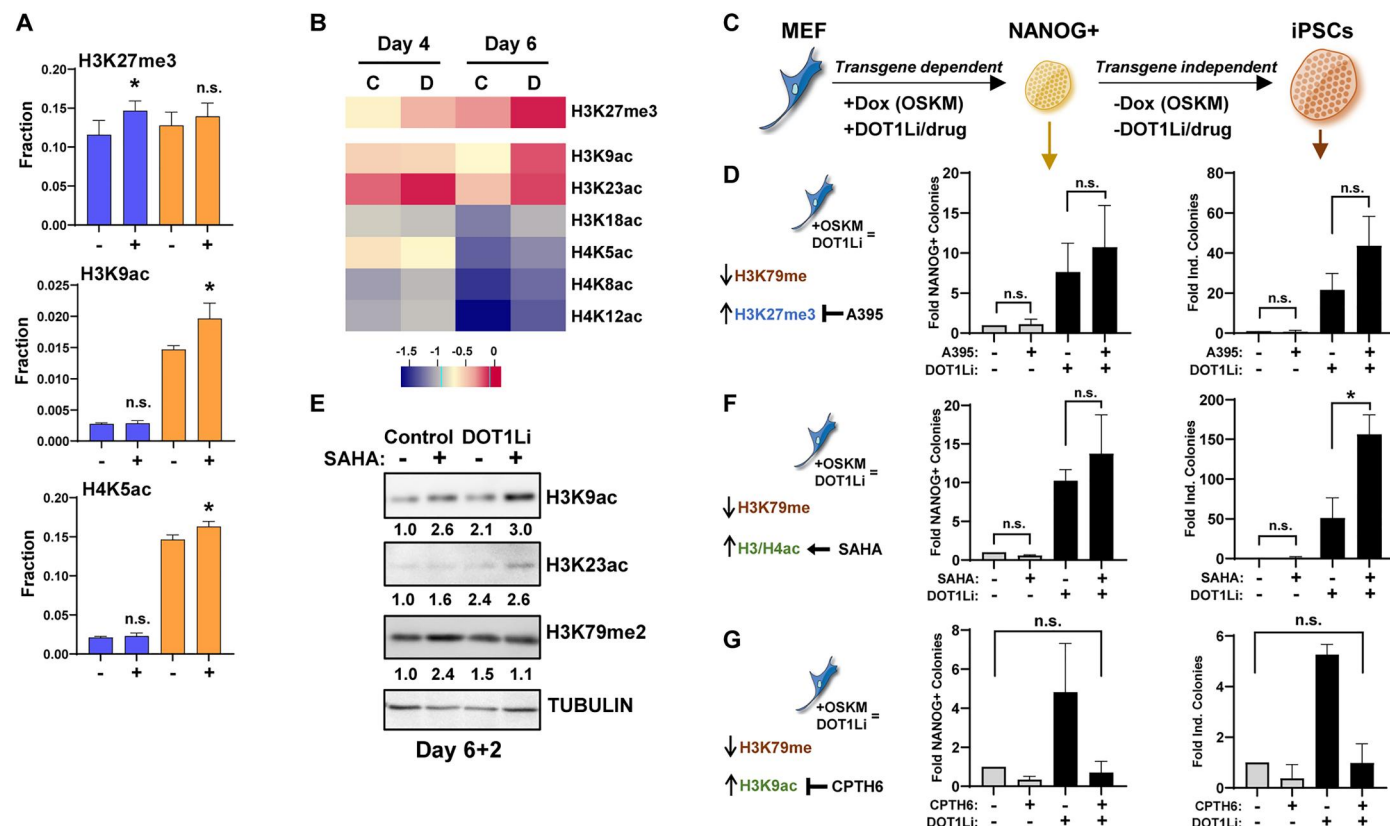 A
H3K27me3
Fraction
0.20
0.15
0.10
0.05
0.00
*
n.s.
- + - +
H3K9ac
Fraction
0.025
0.020
0.015
0.010
0.005
0.000
n.s.
*
- + - +
H4K5ac
Fraction
0.20
0.15
0.10
0.05
0.00
n.s.
*
- + - +
B
Day 4 Day 6
C D C D
H3K27me3
H3K9ac
H3K23ac
H3K18ac
H4K5ac
H4K8ac
H4K12ac
-1.5 -1 -0.5 0
E
Control DOT1Li
SAHA: - + - +
H3K9ac
1.0 2.6 2.1 3.0
H3K23ac
1.0 1.6 2.4 2.6
H3K79me2
1.0 2.4 1.5 1.1
TUBULIN
Day 6+2
C
MEF NANOG+ iPSCs
Transgene dependent Transgene independent
+Dox (OSKM) -Dox (OSKM)
+DOT1Li/drug -DOT1Li/drug
D
+OSKM
DOT1Li =
↓H3K79me
↑H3K27me3 A395
Fold NANOG+ Colonies
20
15
10
5
0
n.s.
n.s.
A395: - + - +
DOT1Li: - - + +
Fold Ind. Colonies
80
60
40
20
0
n.s.
n.s.
A395: - + - +
DOT1Li: - - + +
F
+OSKM
DOT1Li =
↓H3K79me
↑H3/H4ac ← SAHA
Fold NANOG+ Colonies
20
15
10
5
0
n.s.
n.s.
SAHA: - + - +
DOT1Li: - - + +
Fold Ind. Colonies
200
150
100
50
0
n.s.
*
SAHA: - + - +
DOT1Li: - - + +
G
+OSKM
DOT1Li =
↓H3K79me
↑H3K9ac CPTH6
Fold NANOG+ Colonies
8
6
4
2
0
n.s.
CPTH6: - + - +
DOT1Li: - - + +
Fold Ind. Colonies
6
4
2
0
n.s.
CPTH6: - + - +
DOT1Li: - - + +